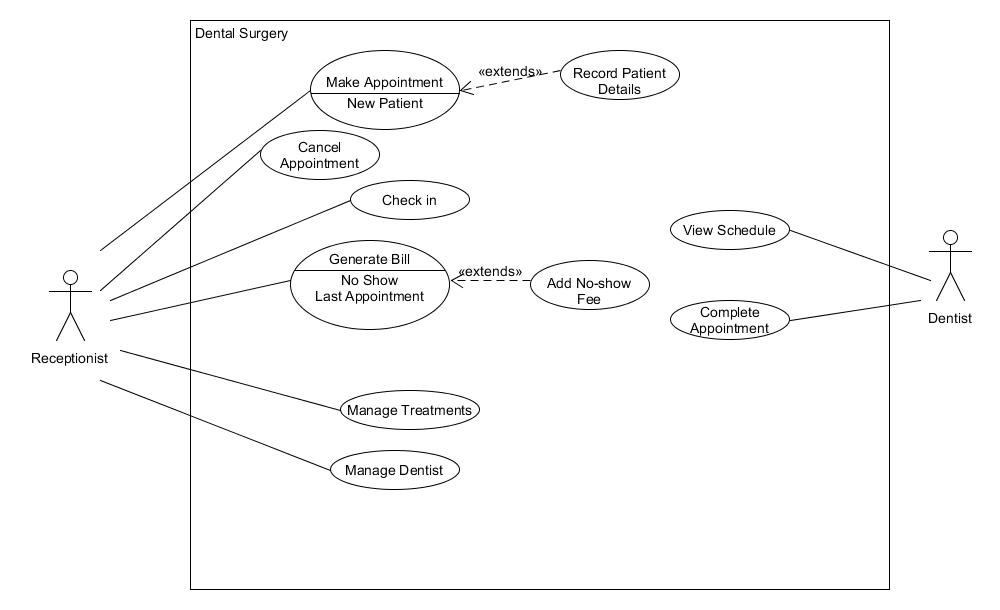 Dental Surgery
Make Appointment
New Patient
«extends»
Record Patient
Details
Cancel
Appointment
Check in
Generate Bill
No Show
Last Appointment
«extends»
Add No-show
Fee
View Schedule
Complete
Appointment
Dentist
Receptionist
Manage Treatments
Manage Dentist